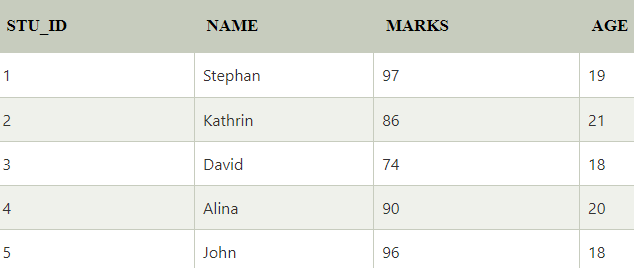 STU_ID NAME MARKS AGE
1 Stephan 97 19
2 Kathrin 86 21
3 David 74 18
4 Alina 90 20
5 John 96 18